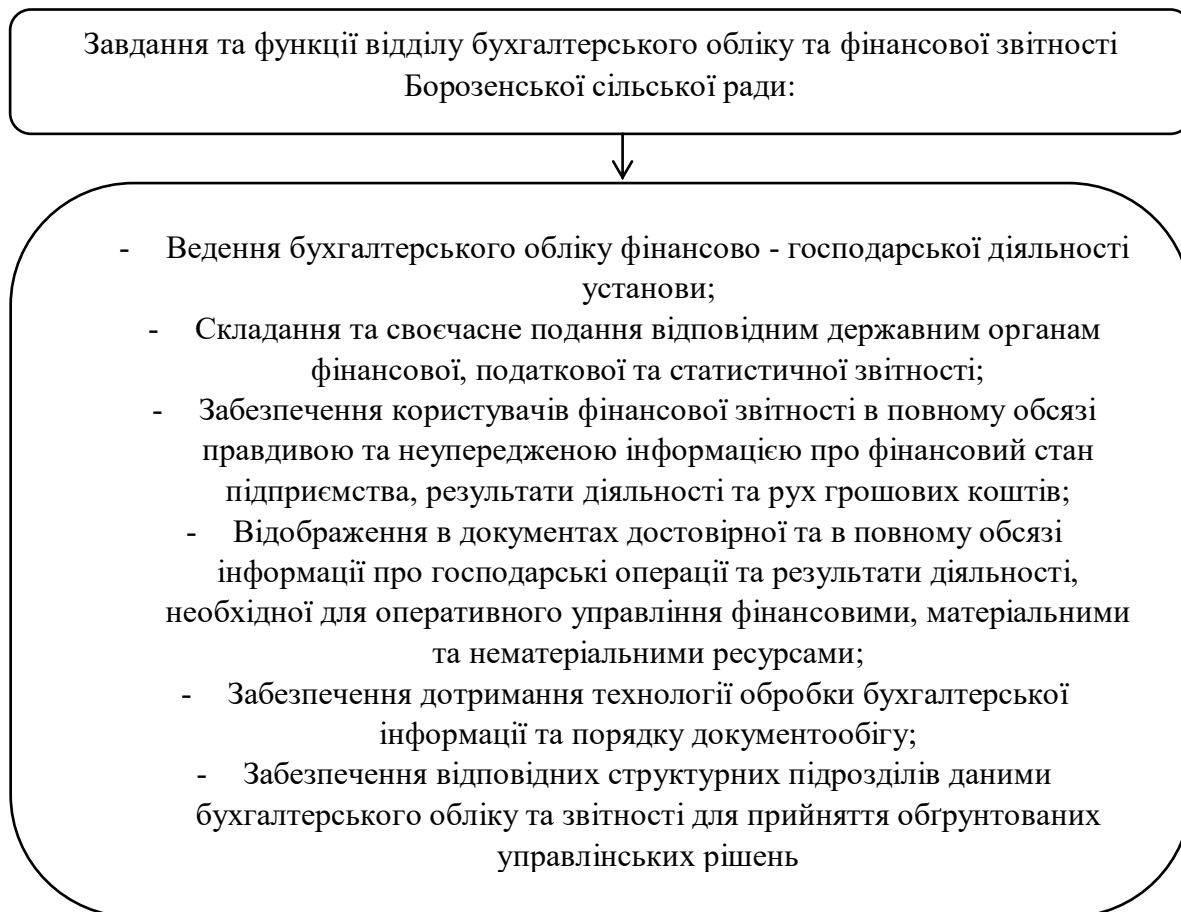 Завдання та функції відділу бухгалтерського обліку та фінансової звітності
Борозенської сільської ради:
- Ведення бухгалтерського обліку фінансово - господарської діяльності
установи;
- Складання та своєчасне подання відповідним державним органам
фінансової, податкової та статистичної звітності;
- Забезпечення користувачів фінансової звітності в повному обсязі
правдивою та неупередженою інформацією про фінансовий стан
підприємства, результати діяльності та рух грошових коштів;
- Відображення в документах достовірної та в повному обсязі
інформації про господарські операції та результати діяльності,
необхідної для оперативного управління фінансовими, матеріальними
та нематеріальними ресурсами;
- Забезпечення дотримання технології обробки бухгалтерської
інформації та порядку документообігу;
- Забезпечення відповідних структурних підрозділів даними
бухгалтерського обліку та звітності для прийняття обґрунтованих
управлінських рішень